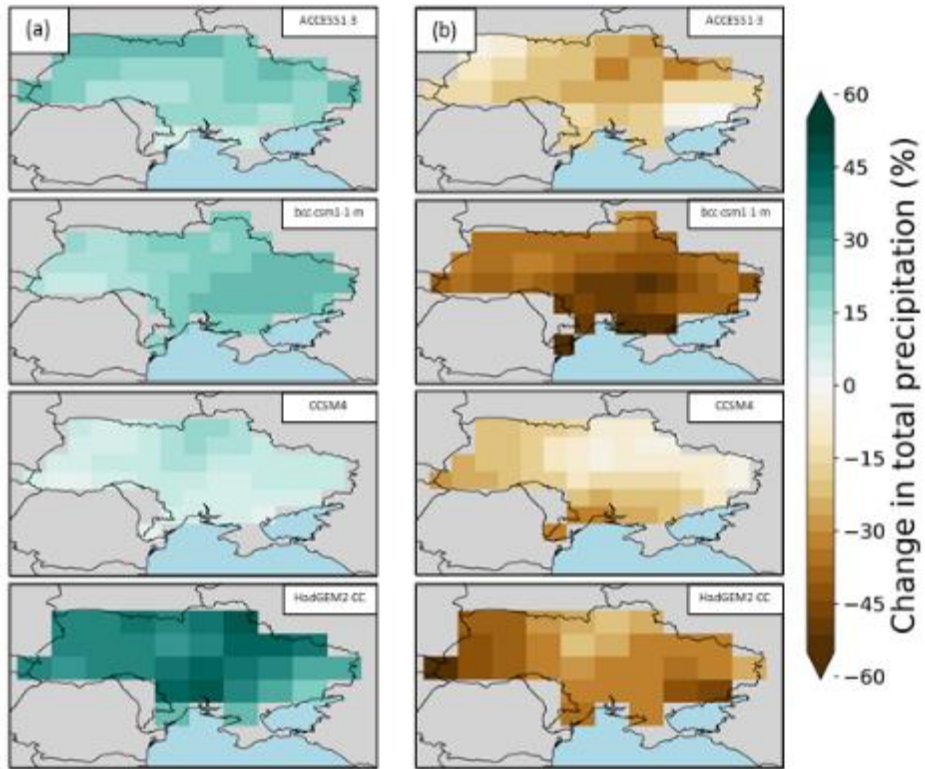 (a)
ACCESS1-3
(b)
ACCESS1-3
60
45
30
15
0
−15
−30
−45
−60
Change in total precipitation (%)
bcc-csm1-1-m
bcc-csm1-1-m
CCSM4
CCSM4
HadGEM2-CC
HadGEM2-CC